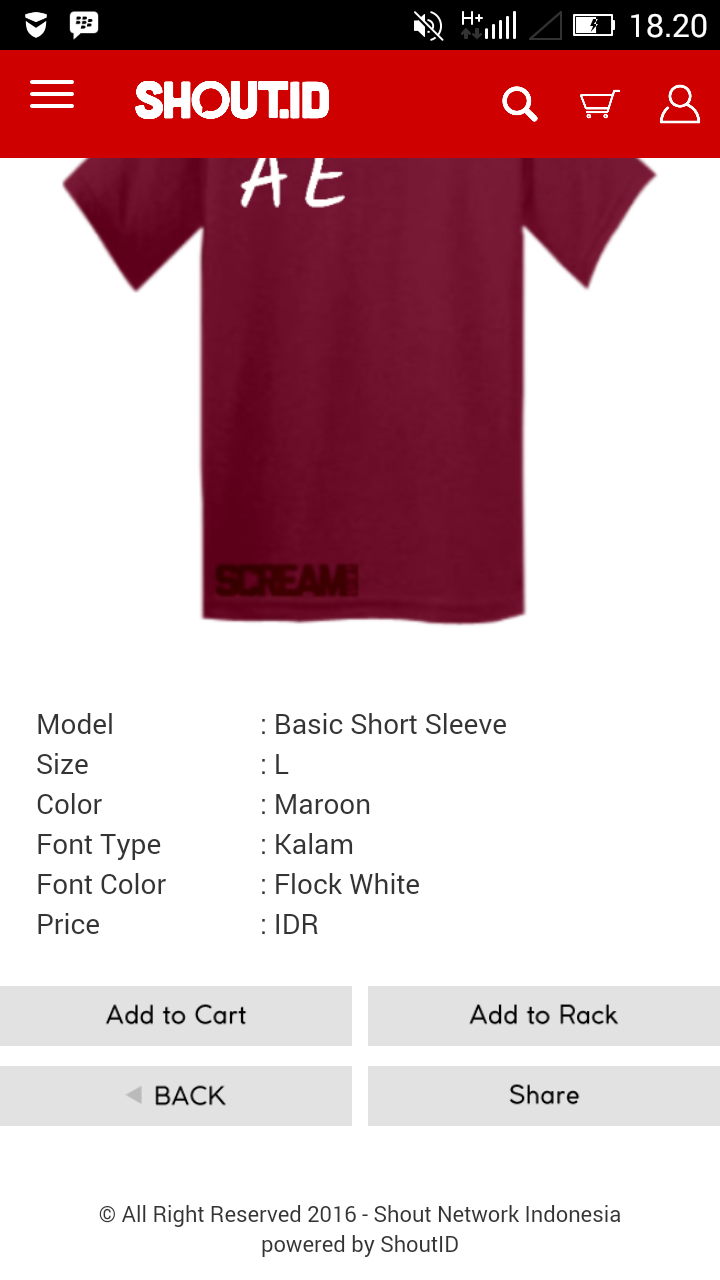 18.20
H+
SHOUT.ID
AE
SCREAM
Model : Basic Short Sleeve
Size : L
Color : Maroon
Font Type : Kalam
Font Color : Flock White
Price : IDR
Add to Cart
Add to Rack
BACK
Share
© All Right Reserved 2016 - Shout Network Indonesia
powered by ShoutID